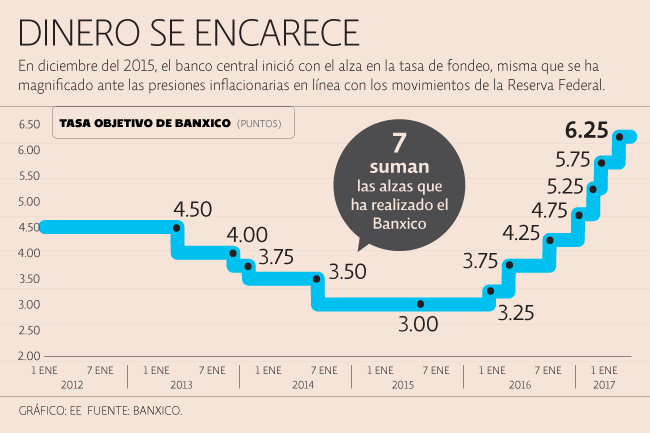 DINERO SE ENCARECE
En diciembre del 2015, el banco central inició con el alza en la tasa de fondeo, misma que se ha
magnificado ante las presiones inflacionarias en línea con los movimientos de la Reserva Federal.
TASA OBJETIVO DE BANXICO (PUNTOS)
6.50
6.00
5.50
5.00
4.50
4.00
3.50
3.00
2.50
2.00
4.50
4.00
3.75
3.50
3.00
3.25
3.75
4.25
4.75
5.25
5.75
6.25
7
suman
las alzas que
ha realizado el
Banxico
1 ENE 7 ENE 1 ENE 7 ENE 1 ENE 7 ENE 1 ENE 7 ENE 1 ENE 7 ENE 1 ENE
2012 2013 2014 2015 2016 2017
GRÁFICO: EE FUENTE: BANXICO.